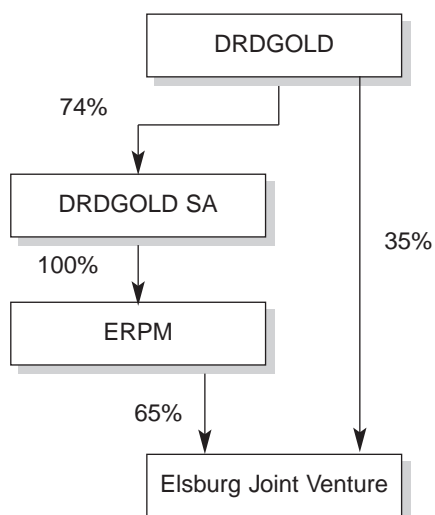 DRDGOLD
74%
DRDGOLD SA
35%
100%
ERPM
65%
Elsburg Joint Venture